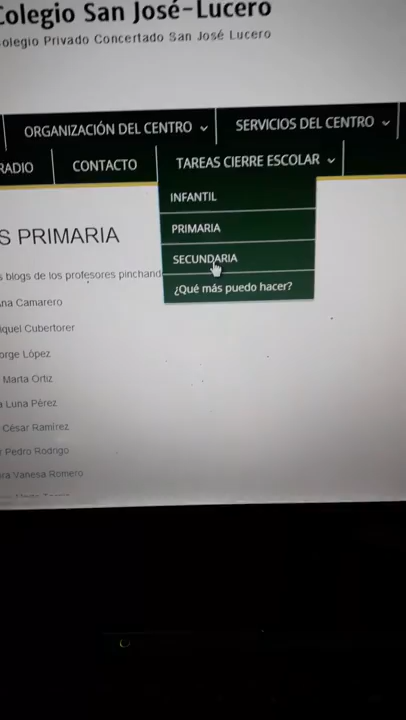 Colegio San José-Lucero
Colegio Privado Concertado San José Lucero
ORGANIZACIÓN DEL CENTRO
SERVICIOS DEL CENTRO
RADIO
CONTACTO
TAREAS CIERRE ESCOLAR
INFANTIL
S PRIMARIA
PRIMARIA
SECUNDARIA
s blogs de los profesores pinchand
¿Qué más puedo hacer?
Ana Camarero
iquel Cubertorer
orge López
Marta Ortiz
a Luna Pérez
César Ramirez
Pedro Rodrigo
Vanesa Romero